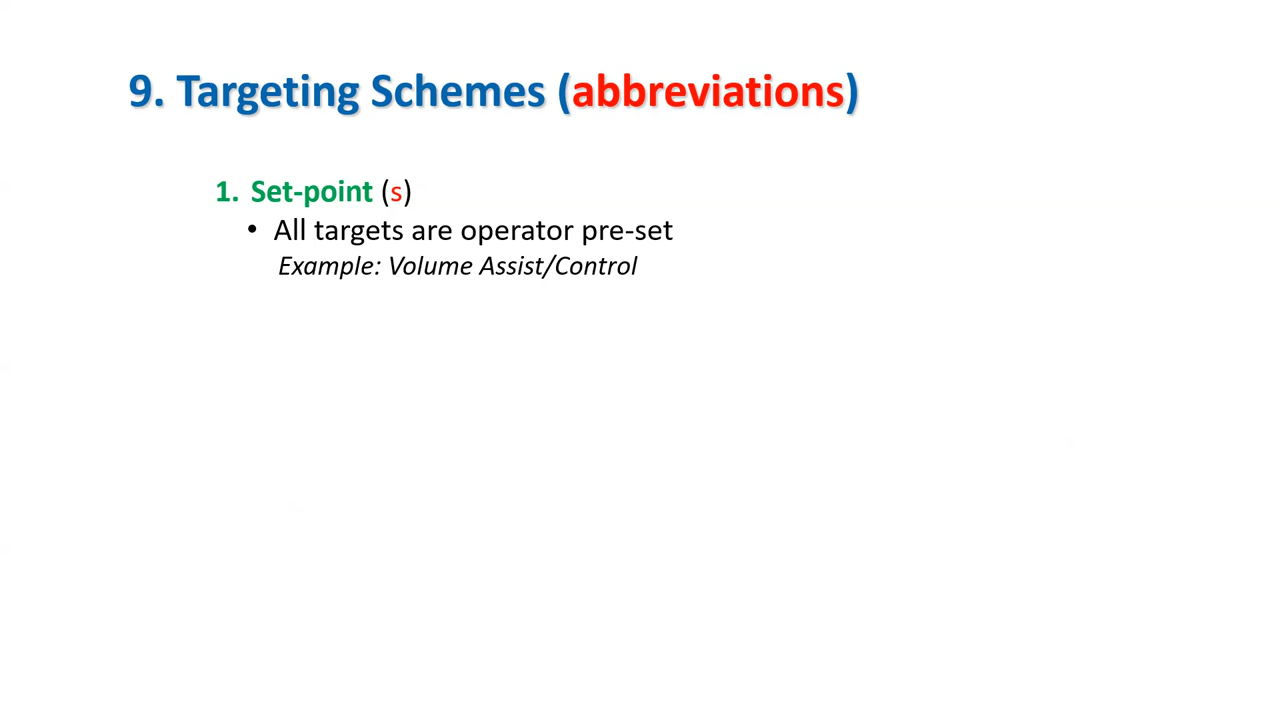 9. Targeting Schemes (abbreviations)
1. Set-point (s)
• All targets are operator pre-set
Example: Volume Assist/Control